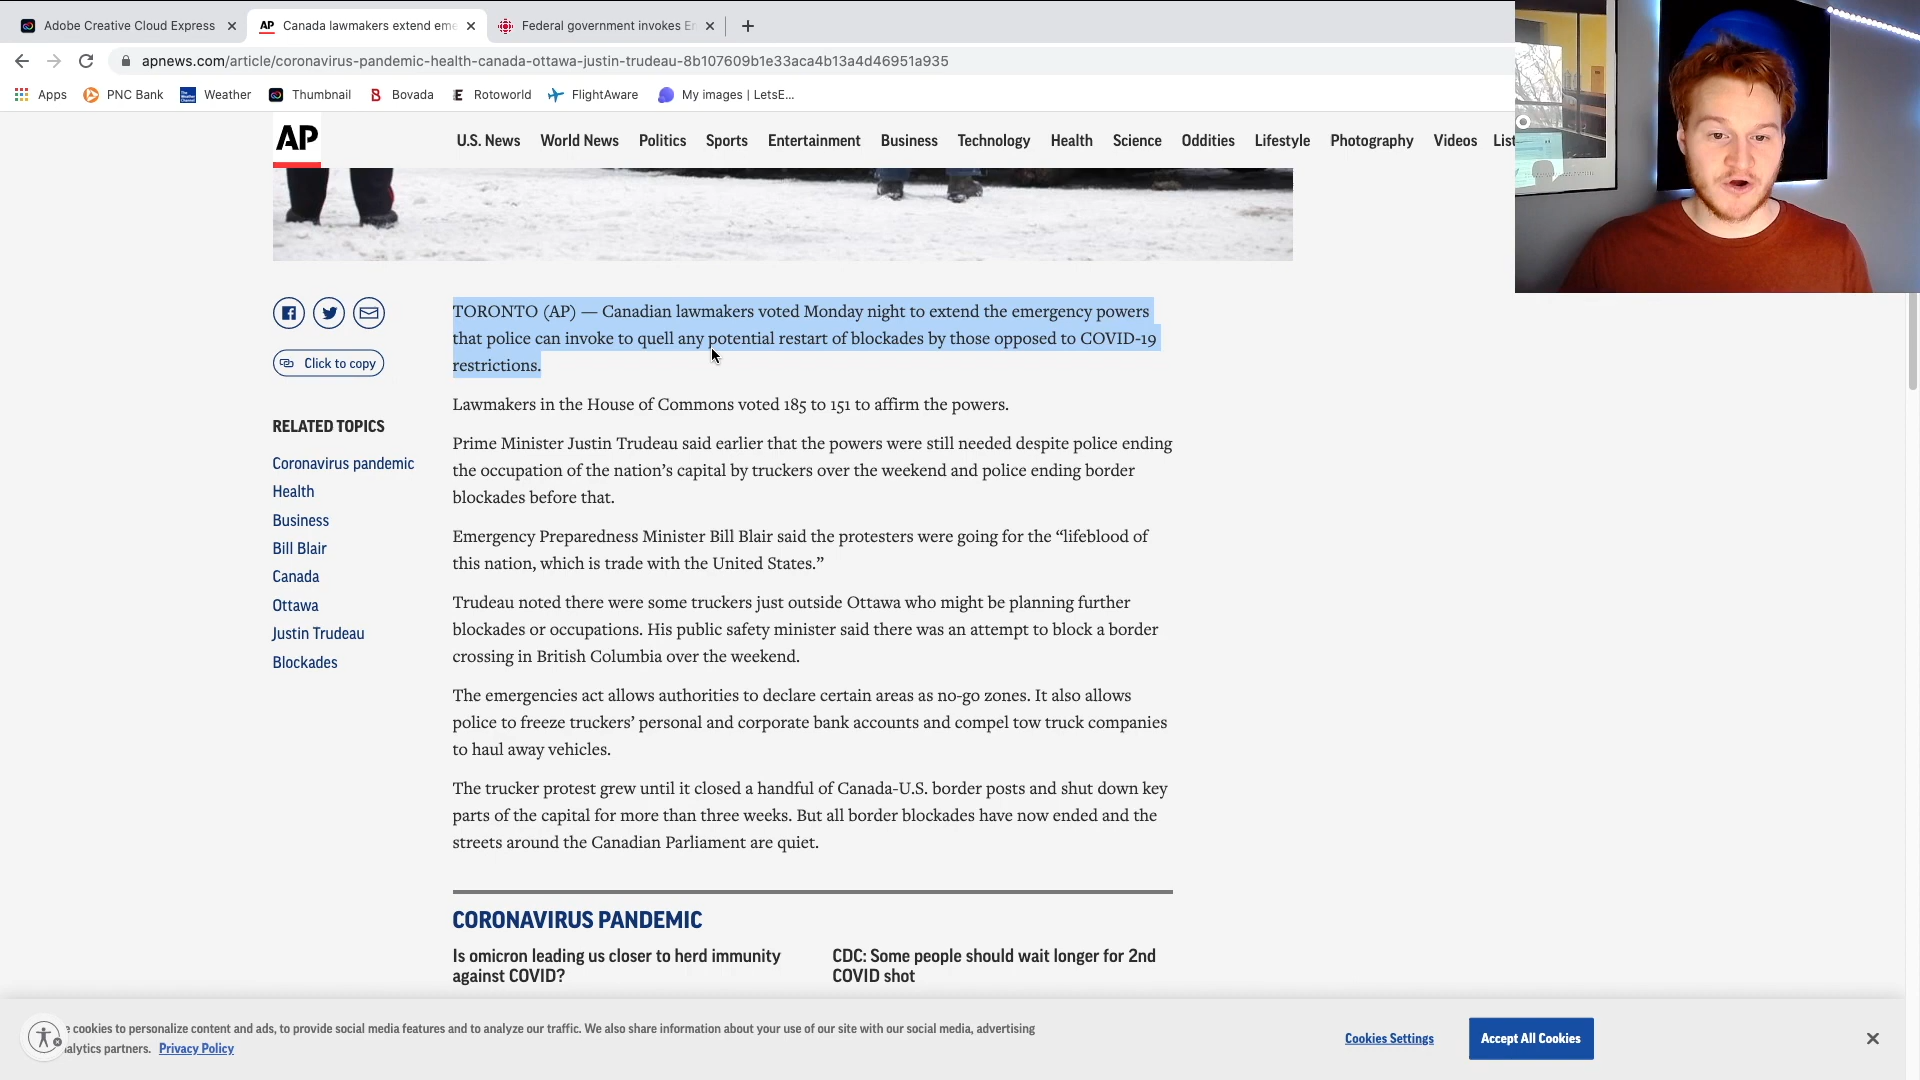 Adobe Creative Cloud Express
Canada lawmakers extend eme
Federal government invokes E
apnews.com/article/coronavirus-pandemic-health-canada-ottawa-justin-trudeau-8b107609b1e33aca4b13a4d46951a935
Apps PNC Bank Weather Thumbnail Bovada Rotoworld FlightAware My images | LetsE...
AP
U.S. News World News Politics Sports Entertainment Business Technology Health Science Oddities Lifestyle Photography Videos List
Click to copy
RELATED TOPICS
Coronavirus pandemic
Health
Business
Bill Blair
Canada
Ottawa
Justin Trudeau
Blockades
TORONTO (AP) — Canadian lawmakers voted Monday night to extend the emergency powers
that police can invoke to quell any potential restart of blockades by those opposed to COVID-19
restrictions.
Lawmakers in the House of Commons voted 185 to 151 to affirm the powers.
Prime Minister Justin Trudeau said earlier that the powers were still needed despite police ending
the occupation of the nation’s capital by truckers over the weekend and police ending border
blockades before that.
Emergency Preparedness Minister Bill Blair said the protesters were going for the “lifeblood of
this nation, which is trade with the United States.”
Trudeau noted there were some truckers just outside Ottawa who might be planning further
blockades or occupations. His public safety minister said there was an attempt to block a border
crossing in British Columbia over the weekend.
The emergencies act allows authorities to declare certain areas as no-go zones. It also allows
police to freeze truckers’ personal and corporate bank accounts and compel tow truck companies
to haul away vehicles.
The trucker protest grew until it closed a handful of Canada-U.S. border posts and shut down key
parts of the capital for more than three weeks. But all border blockades have now ended and the
streets around the Canadian Parliament are quiet.
CORONAVIRUS PANDEMIC
Is omicron leading us closer to herd immunity
against COVID?
CDC: Some people should wait longer for 2nd
COVID shot
cookies to personalize content and ads, to provide social media features and to analyze our traffic. We also share information about your use of our site with our social media, advertising
alytics partners. Privacy Policy
Cookies Settings
Accept All Cookies